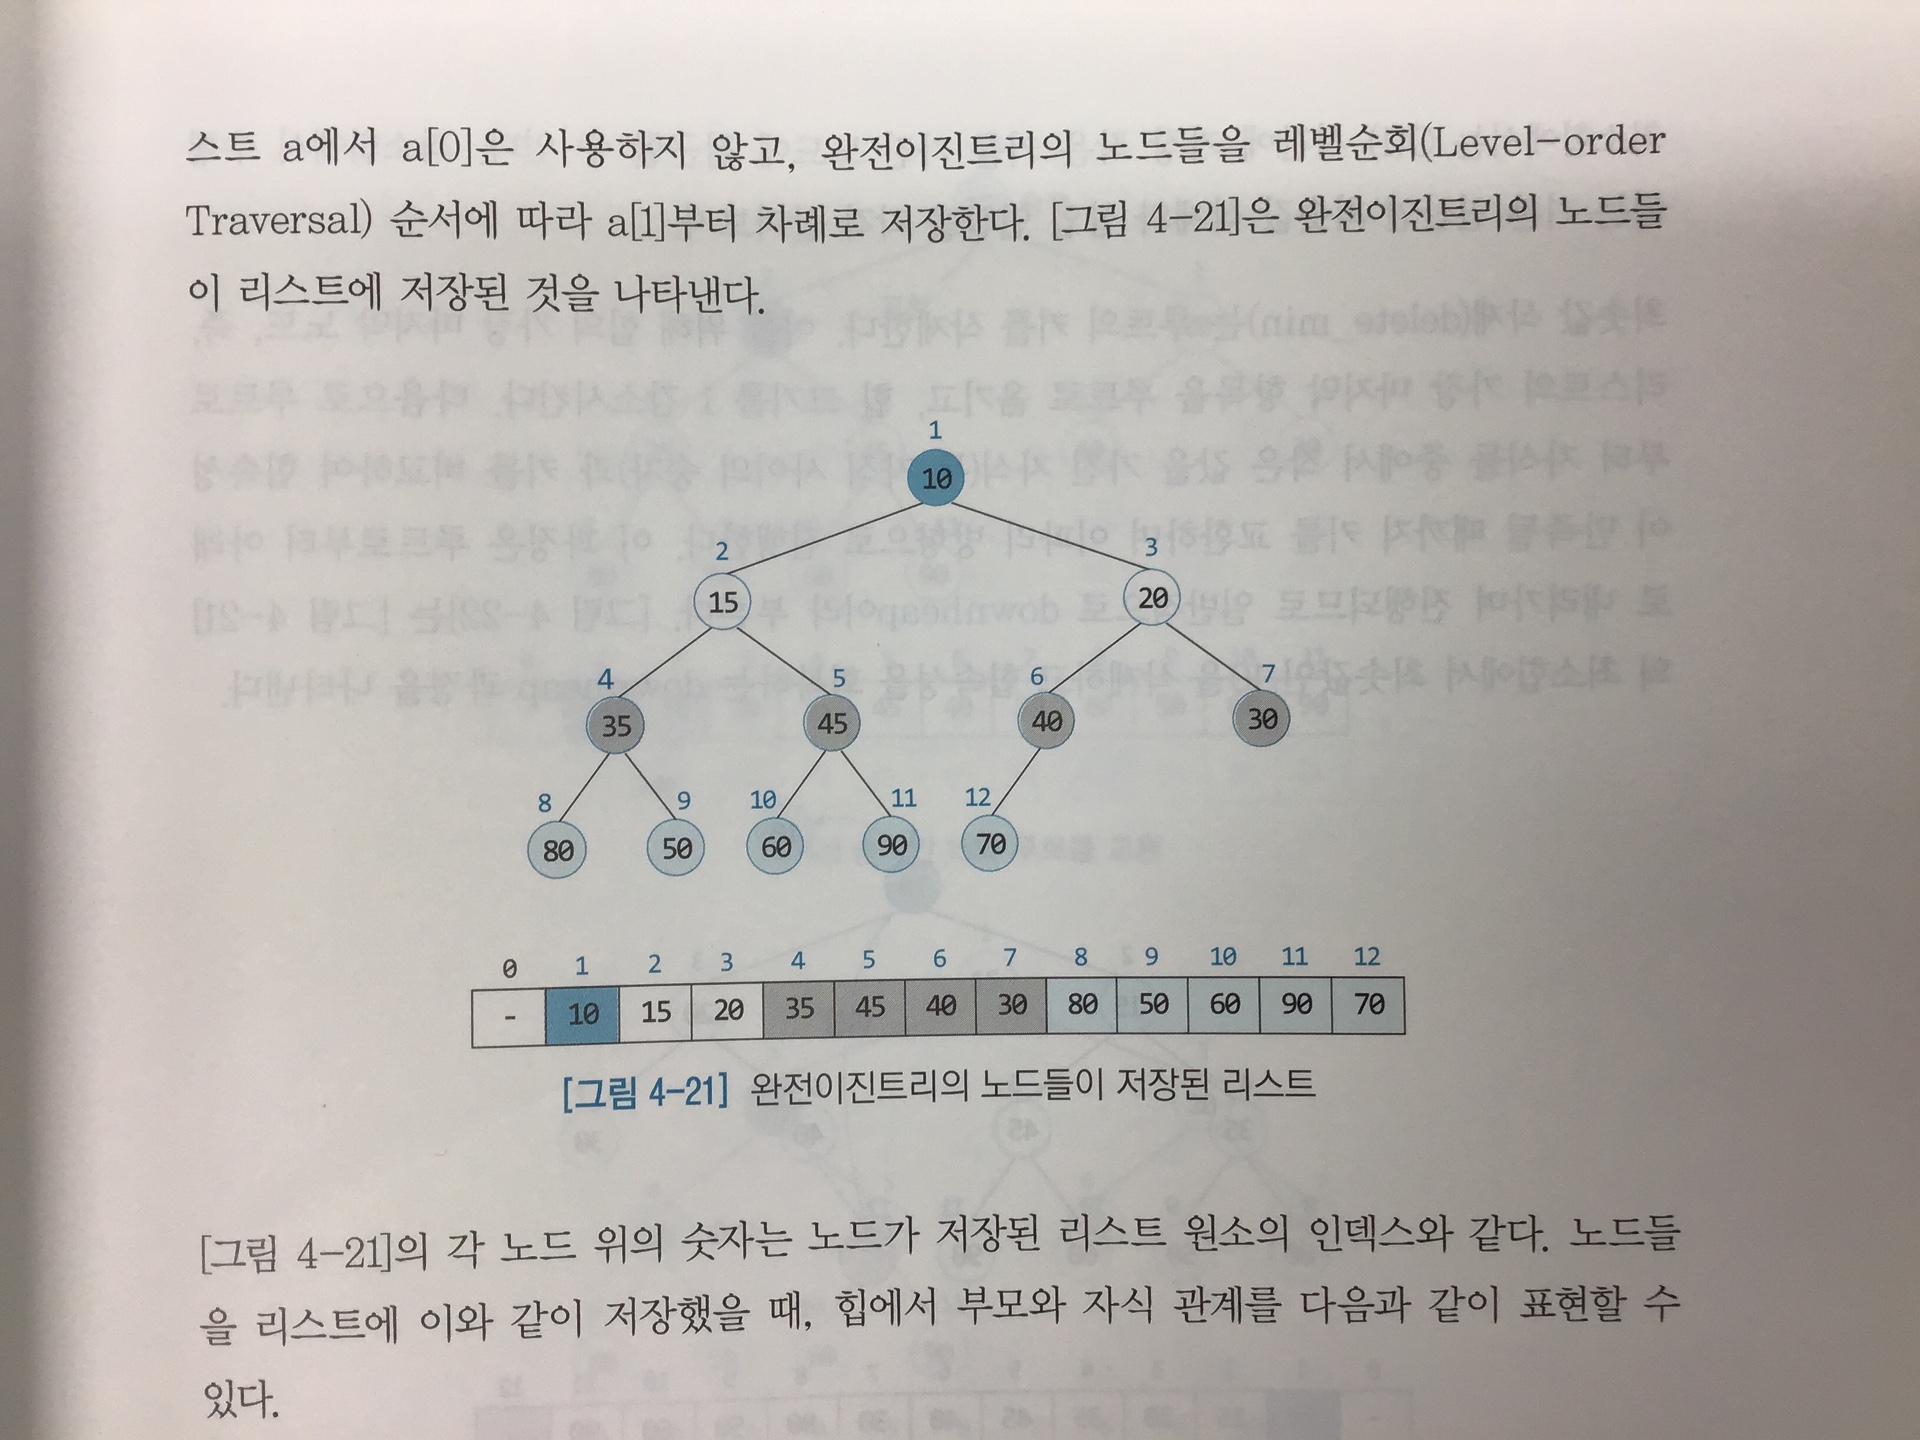 스트 a에서 a[0]은 사용하지 않고, 완전이진트리의 노드들을 레벨순회(Level-order
Traversal) 순서에 따라 a[1]부터 차례로 저장한다. [그림 4-21]은 완전이진트리의 노드들
이 리스트에 저장된 것을 나타낸다.
1
10
2 3
15 20
4 5 6 7
35 45 40 30
8 9 10 11 12
80 50 60 90 70
0 1 2 3 4 5 6 7 8 9 10 11 12
- 10 15 20 35 45 40 30 80 50 60 90 70
[그림 4-21] 완전이진트리의 노드들이 저장된 리스트
[그림 4-21]의 각 노드 위의 숫자는 노드가 저장된 리스트 원소의 인덱스와 같다. 노드들
을 리스트에 이와 같이 저장했을 때, 힙에서 부모와 자식 관계를 다음과 같이 표현할 수
있다.